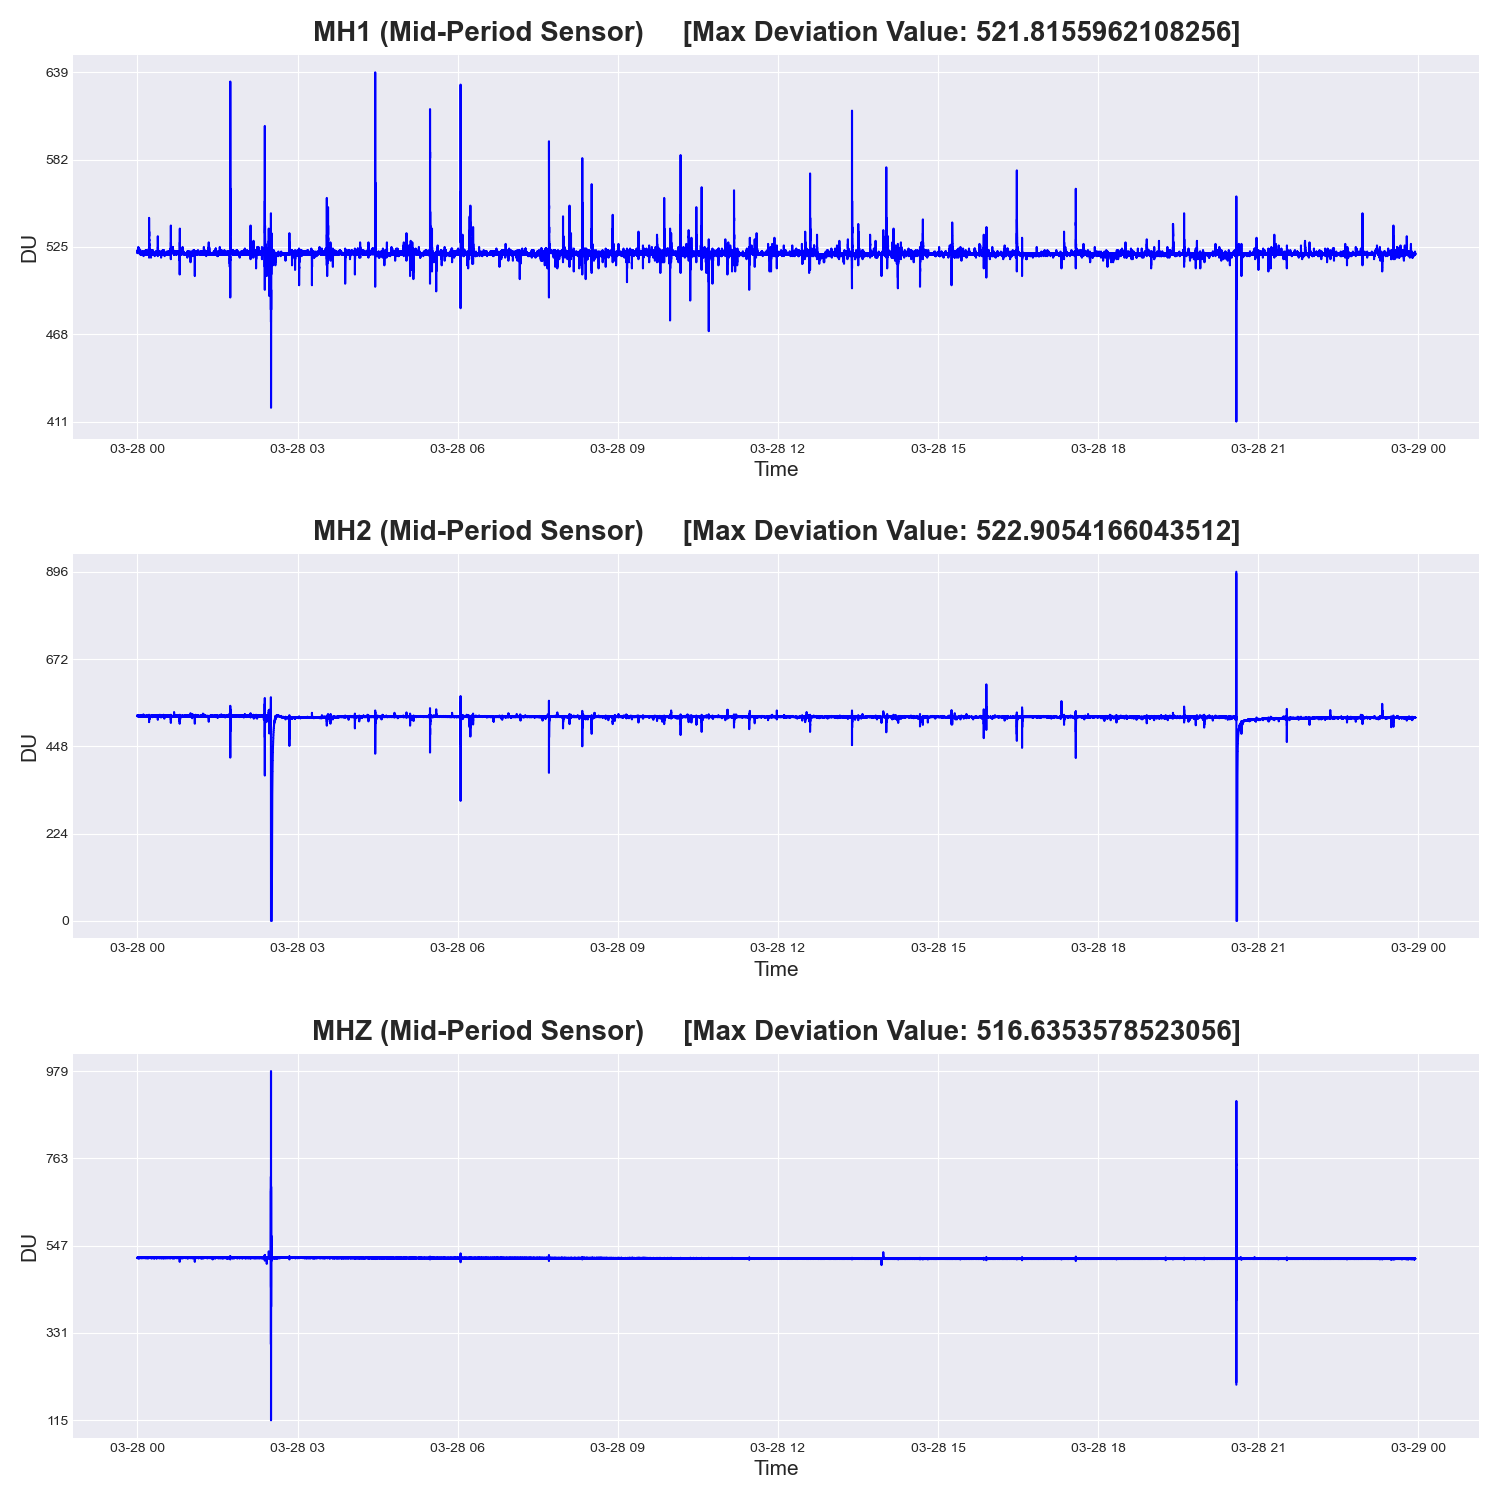 MH1 (Mid-Period Sensor) [Max Deviation Value: 521.8155962108256]
639
582
525
468
411
DU
03-28 00 03-28 03 03-28 06 03-28 09 03-28 12 03-28 15 03-28 18 03-28 21 03-29 00
Time
MH2 (Mid-Period Sensor) [Max Deviation Value: 522.9054166043512]
896
672
448
224
0
DU
03-28 00 03-28 03 03-28 06 03-28 09 03-28 12 03-28 15 03-28 18 03-28 21 03-29 00
Time
MHZ (Mid-Period Sensor) [Max Deviation Value: 516.6353578523056]
979
763
547
331
115
DU
03-28 00 03-28 03 03-28 06 03-28 09 03-28 12 03-28 15 03-28 18 03-28 21 03-29 00
Time